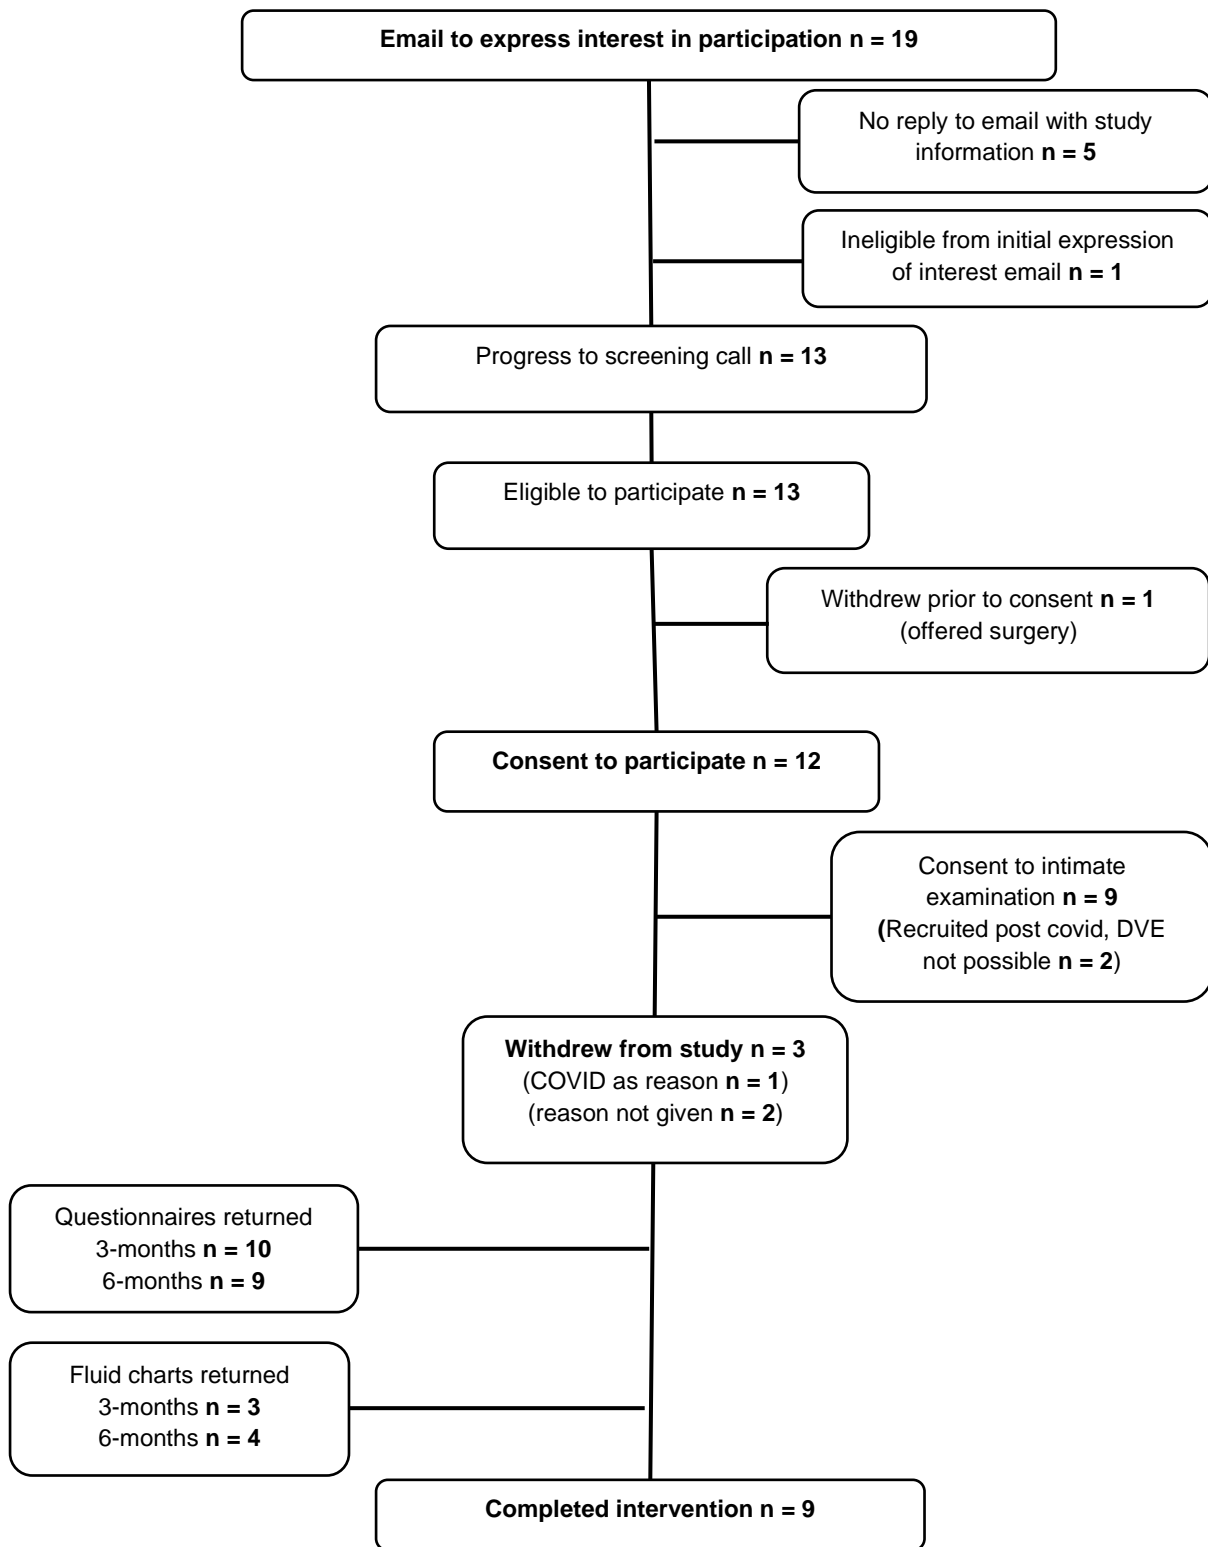 Email to express interest in participation n = 19
No reply to email with study
information n = 5
Ineligible from initial expression
of interest email n = 1
Progress to screening call n = 13
Eligible to participate n = 13
Withdrew prior to consent n = 1
(offered surgery)
Consent to participate n = 12
Consent to intimate
examination n = 9
(Recruited post covid, DVE
not possible n = 2)
Withdrew from study n = 3
(COVID as reason n = 1)
(reason not given n = 2)
Questionnaires returned
3-months n = 10
6-months n = 9
Fluid charts returned
3-months n = 3
6-months n = 4
Completed intervention n = 9